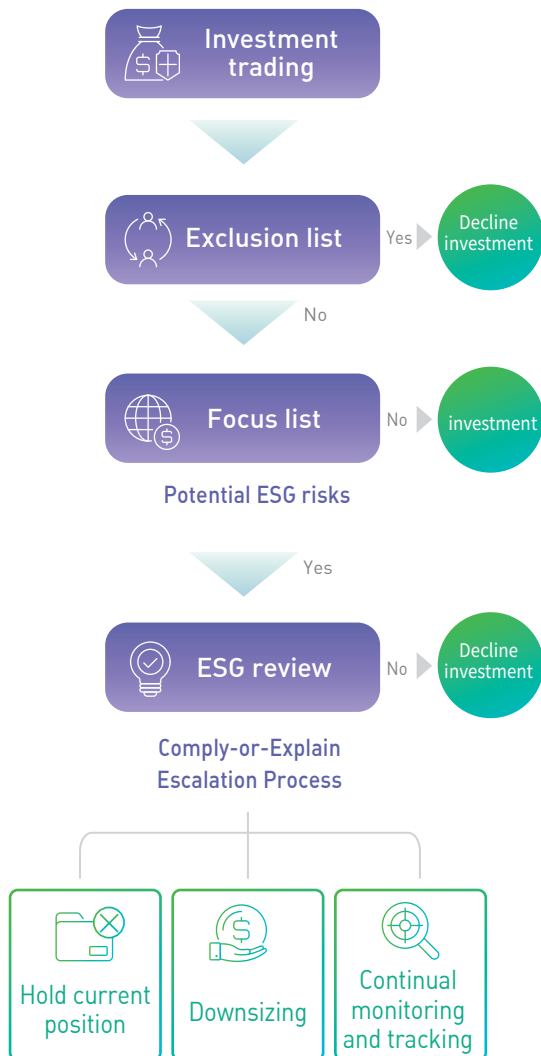 Investment
trading
Exclusion list
Yes
Decline
investment
No
Focus list
No
investment
Potential ESG risks
Yes
ESG review
No
Decline
investment
Comply-or-Explain
Escalation Process
Hold current
position
Downsizing
Continual
monitoring
and tracking